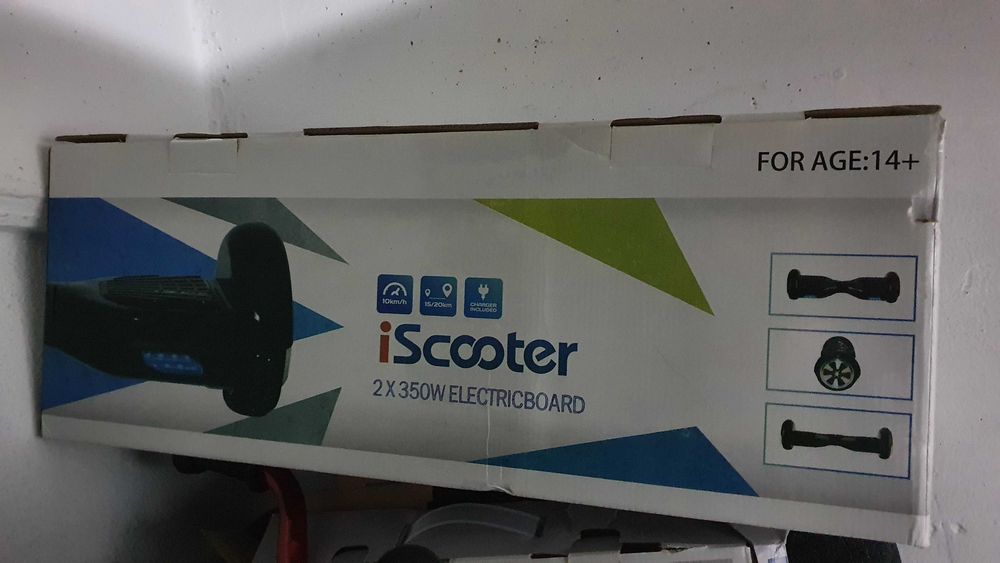 FOR AGE:14+
10km/h
15/20km
CHARGER
INCLUDED
iScooter
2 X 350W ELECTRICBOARD